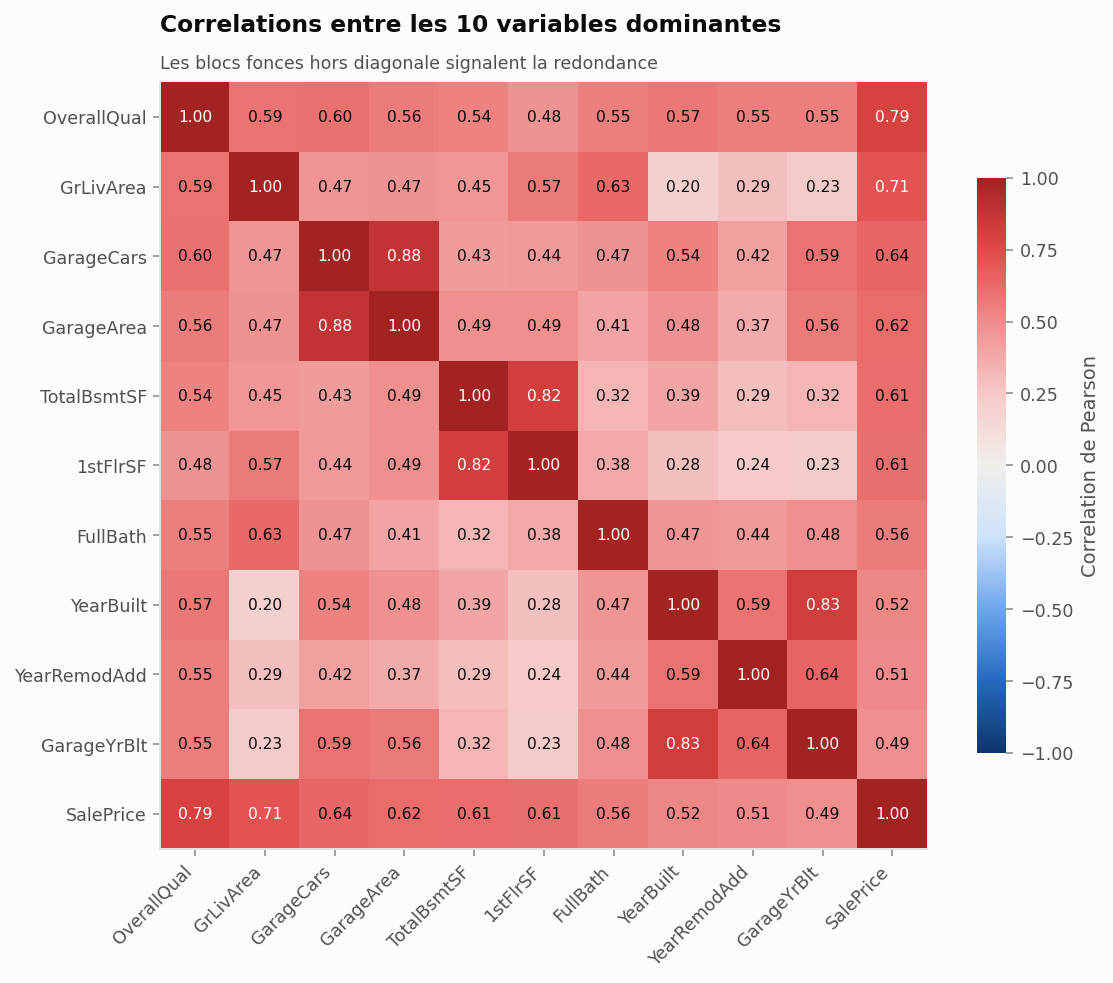 Correlations entre les 10 variables dominantes
Les blocs fonces hors diagonale signalent la redondance
OverallQual 1.00 0.59 0.60 0.56 0.54 0.48 0.55 0.57 0.55 0.55 0.79
GrLivArea 0.59 1.00 0.47 0.47 0.45 0.57 0.63 0.20 0.29 0.23 0.71
GarageCars 0.60 0.47 1.00 0.88 0.43 0.44 0.47 0.54 0.42 0.59 0.64
GarageArea 0.56 0.47 0.88 1.00 0.49 0.49 0.41 0.48 0.37 0.56 0.62
TotalBsmtSF 0.54 0.45 0.43 0.49 1.00 0.82 0.32 0.39 0.29 0.32 0.61
1stFlrSF 0.48 0.57 0.44 0.49 0.82 1.00 0.38 0.28 0.24 0.23 0.61
FullBath 0.55 0.63 0.47 0.41 0.32 0.38 1.00 0.47 0.44 0.48 0.56
YearBuilt 0.57 0.20 0.54 0.48 0.39 0.28 0.47 1.00 0.59 0.83 0.52
YearRemodAdd 0.55 0.29 0.42 0.37 0.29 0.24 0.44 0.59 1.00 0.64 0.51
GarageYrBlt 0.55 0.23 0.59 0.56 0.32 0.23 0.48 0.83 0.64 1.00 0.49
SalePrice 0.79 0.71 0.64 0.62 0.61 0.61 0.56 0.52 0.51 0.49 1.00
OverallQual GrLivArea GarageCars GarageArea TotalBsmtSF 1stFlrSF FullBath YearBuilt YearRemodAdd GarageYrBlt SalePrice
1.00
0.75
0.50
0.25
0.00
−0.25
−0.50
−0.75
−1.00
Correlation de Pearson